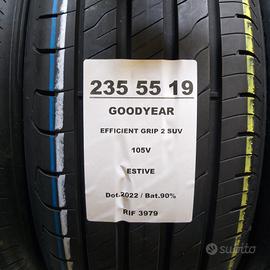 235 55 19
GOODYEAR
EFFICIENT GRIP 2 SUV
105V
ESTIVE
Dot.2022 / Bat.90%
RIF 3979
subito